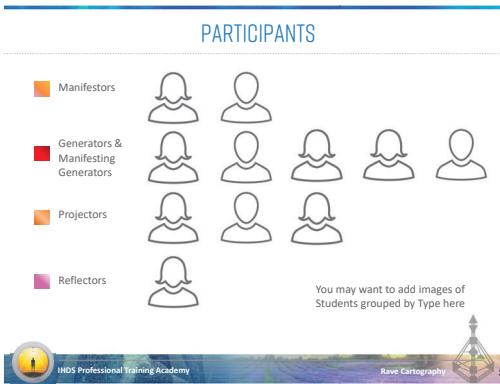 PARTICIPANTS
Manifestors
Generators &
Manifesting
Generators
Projectors
Reflectors
You may want to add images of
Students grouped by Type here
IHDS Professional Training Academy
Rave Cartography